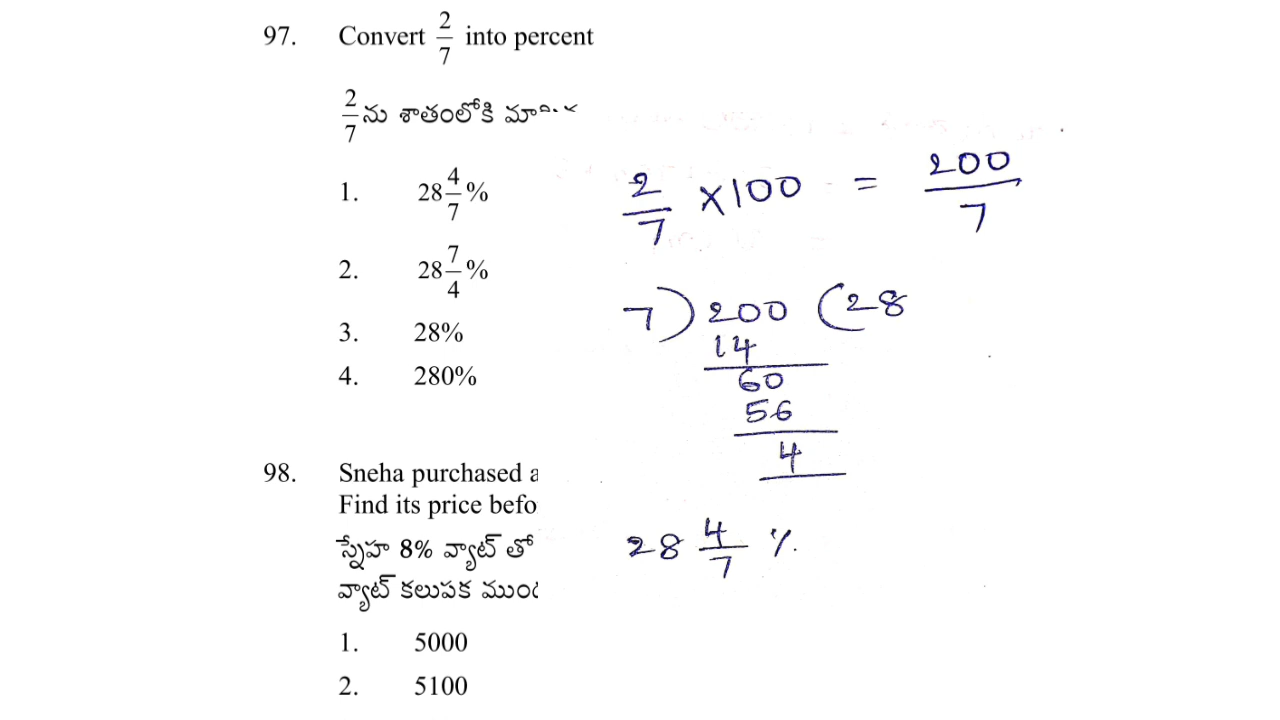 97. Convert 2/7 into percent
2/7 ను శాతంలోకి
1. 28 4/7 %
2. 28 7/4 %
3. 28%
4. 280%
2/7 ×100 = 200/7
7) 200 (28
14
60
56
4
28 4/7 %.
98. Sneha purchased a
Find its price befo
స్నేహ 8% వ్యాట్ తో
వ్యాట్ కలుపక
1. 5000
2. 5100